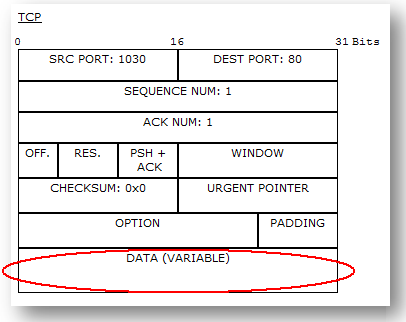 TCP
0 16 31 Bits
SRC PORT: 1030 DEST PORT: 80
SEQUENCE NUM: 1
ACK NUM: 1
OFF. RES. PSH + WINDOW
ACK
CHECKSUM: 0x0 URGENT POINTER
OPTION PADDING
DATA (VARIABLE)